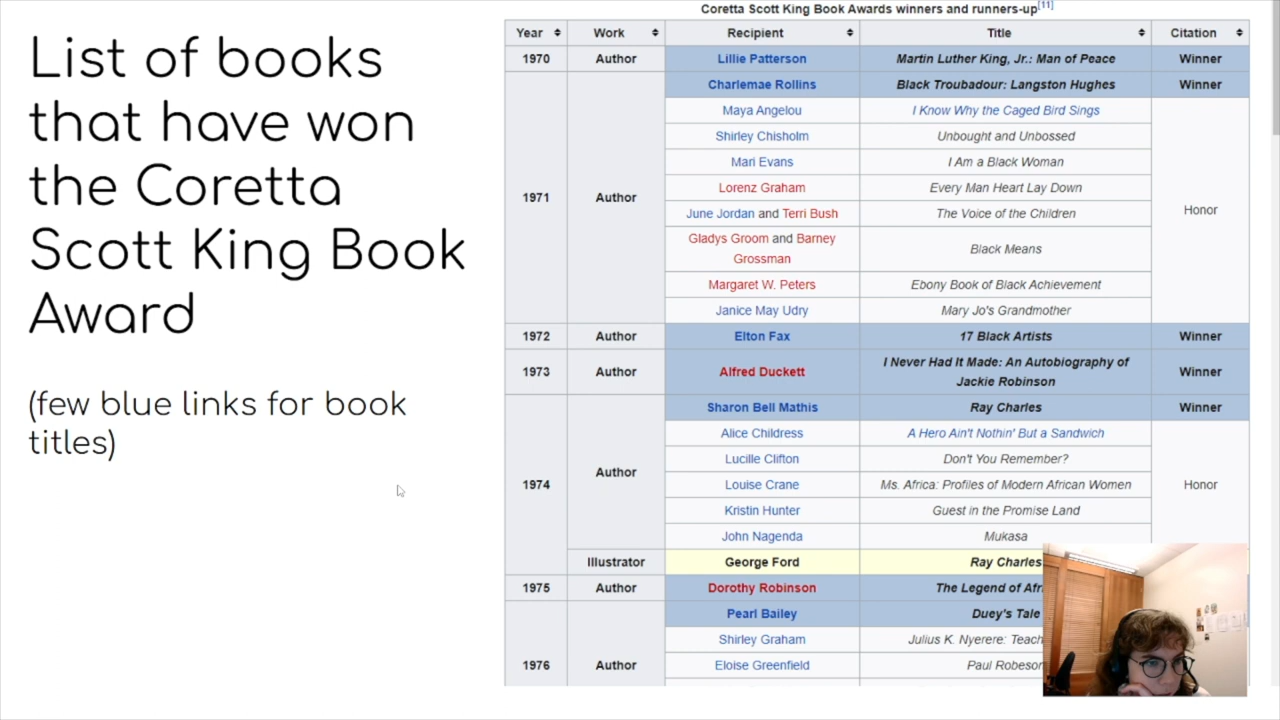 List of books
that have won
the Coretta
Scott King Book
Award
(few blue links for book
titles)
Coretta Scott King Book Awards winners and runners-up[11]
Year Work Recipient Title Citation
1970 Author Lillie Patterson Martin Luther King, Jr.: Man of Peace Winner
Charlemae Rollins Black Troubadour: Langston Hughes Winner
Maya Angelou I Know Why the Caged Bird Sings
Shirley Chisholm Unbought and Unbossed
Mari Evans I Am a Black Woman
Lorenz Graham Every Man Heart Lay Down
1971 Author Honor
June Jordan and Terri Bush The Voice of the Children
Gladys Groom and Barney
Grossman Black Means
Margaret W. Peters Ebony Book of Black Achievement
Janice May Udry Mary Jo's Grandmother
1972 Author Elton Fax 17 Black Artists Winner
1973 Author Alfred Duckett I Never Had It Made: An Autobiography of
Jackie Robinson Winner
Sharon Bell Mathis Ray Charles Winner
Alice Childress A Hero Ain't Nothin' But a Sandwich
Lucille Clifton Don't You Remember?
1974 Author Louise Crane Ms. Africa: Profiles of Modern African Women Honor
Kristin Hunter Guest in the Promise Land
John Nagenda Mukasa
Illustrator George Ford Ray Charles
1975 Author Dorothy Robinson The Legend of
Pearl Bailey Duey's Tale
Shirley Graham Julius K. Nyerere:
1976 Author Eloise Greenfield Paul